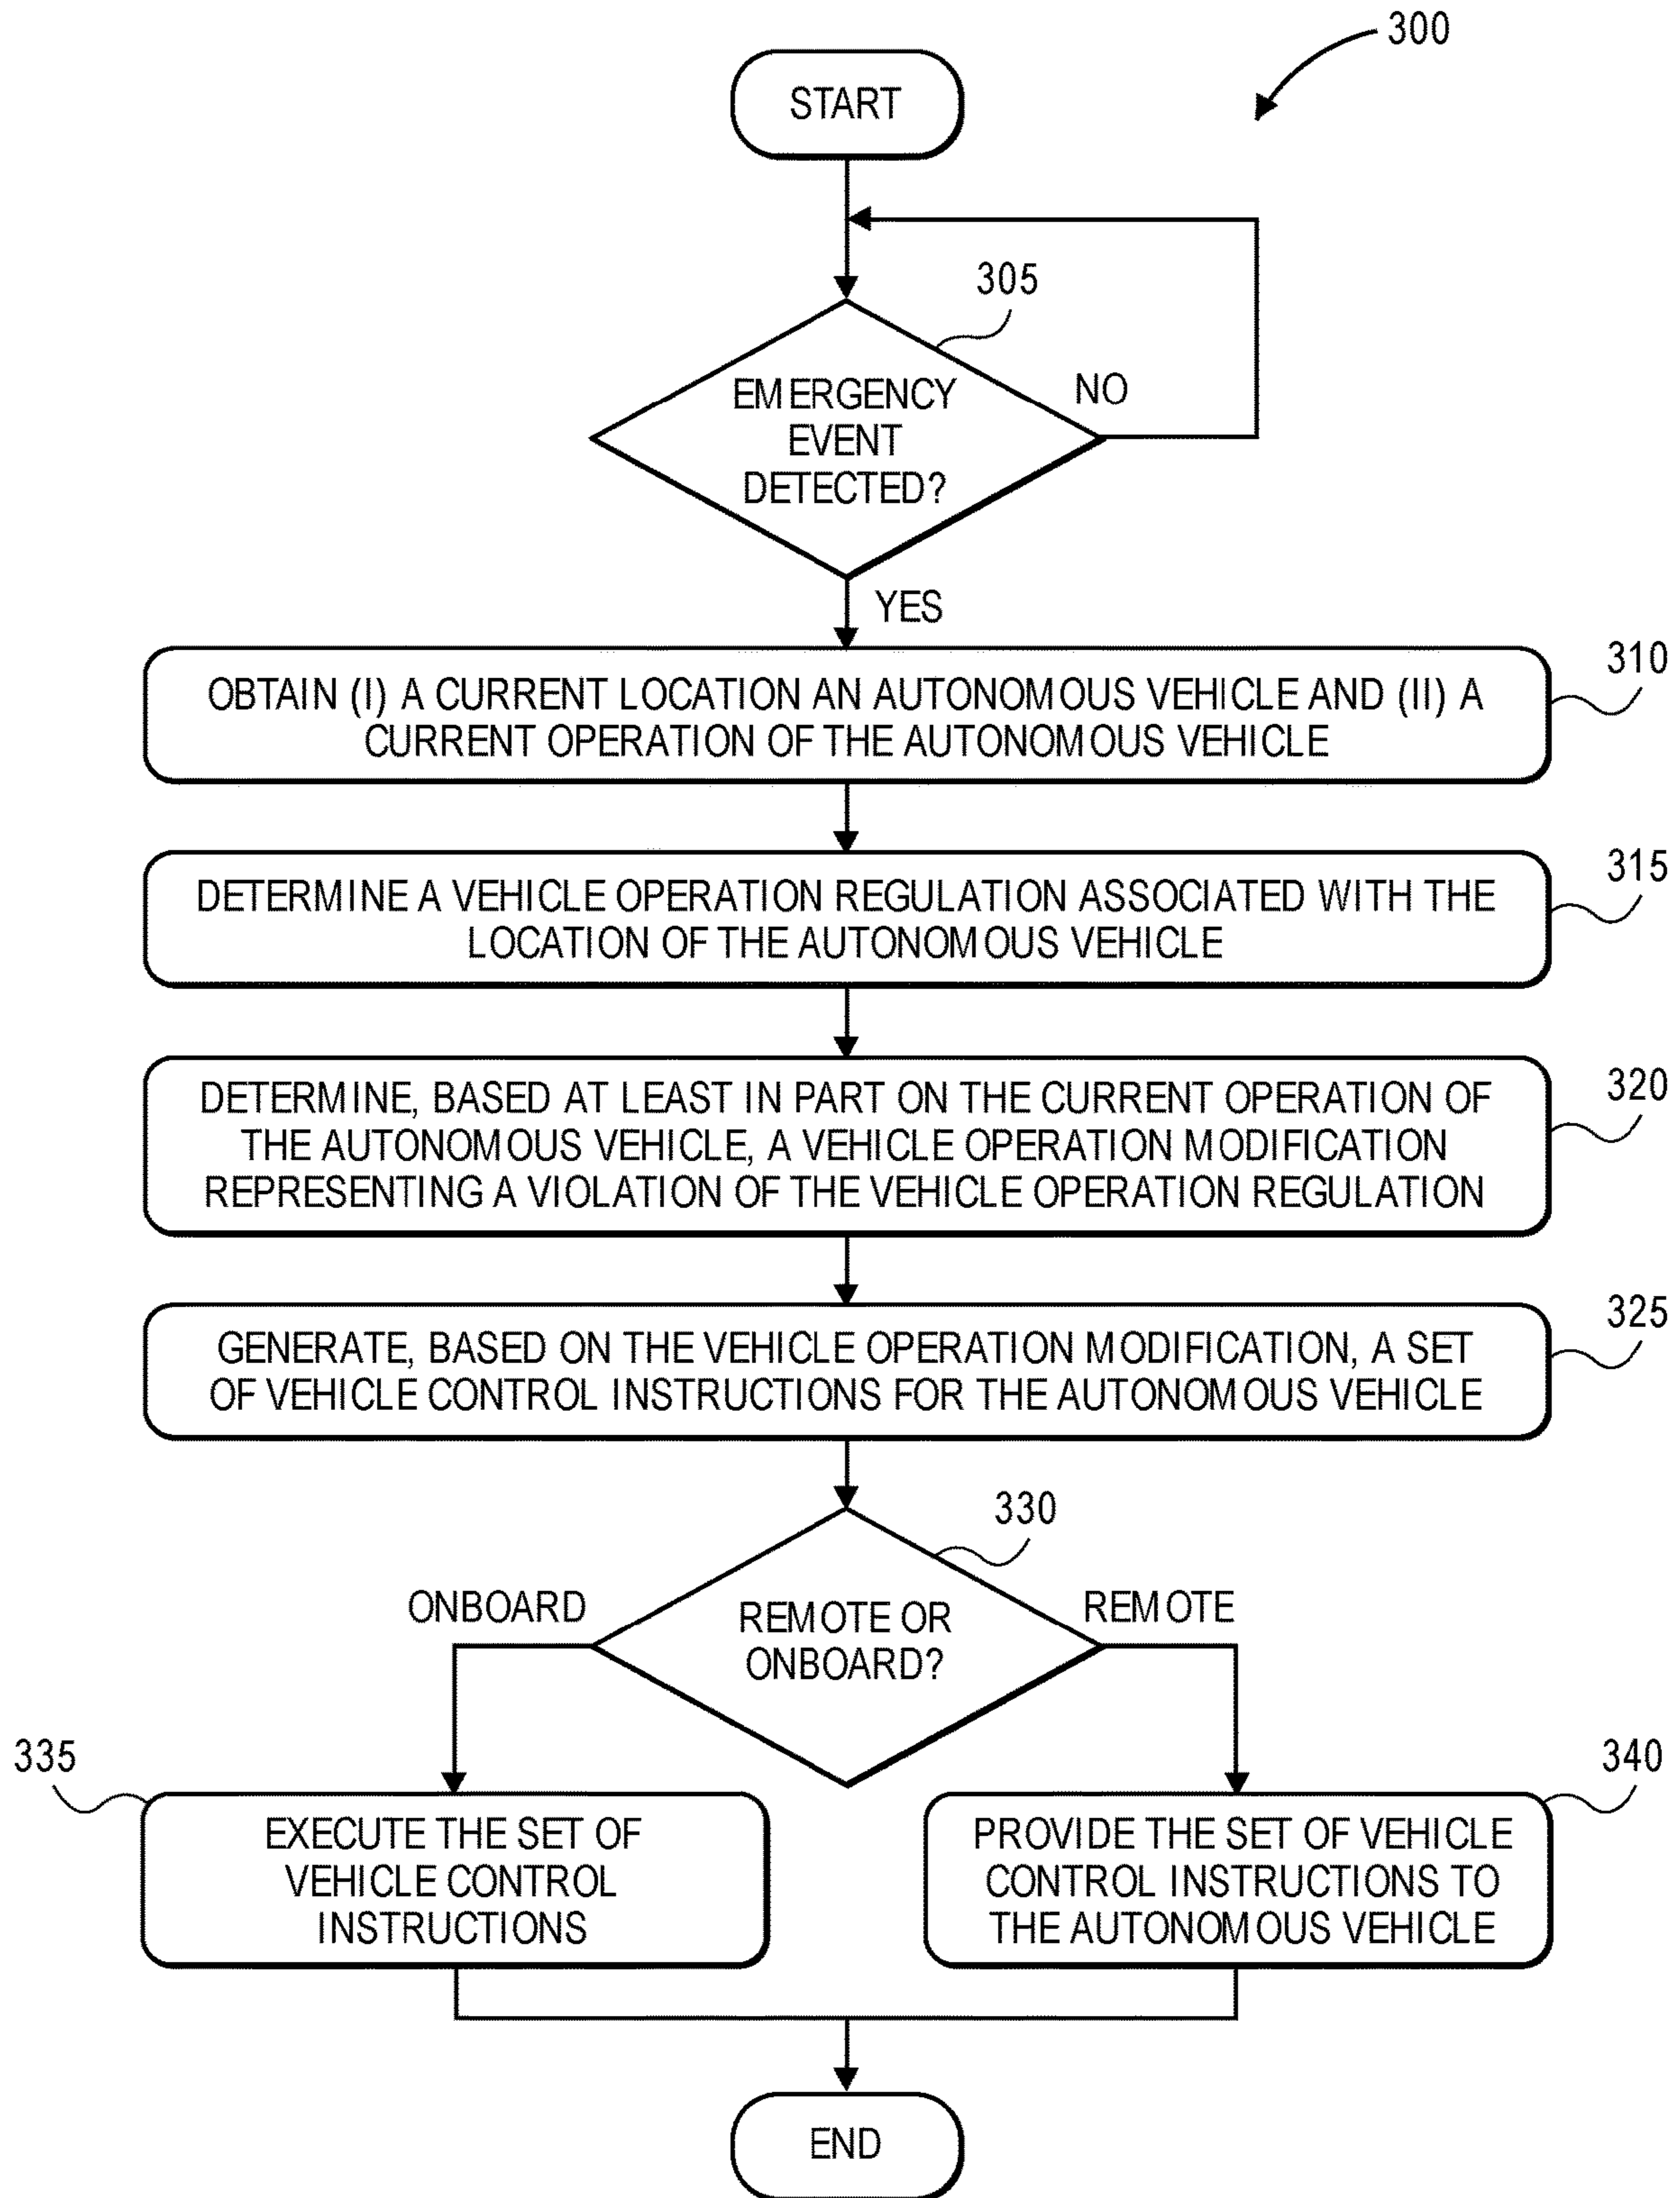 300
START
305
EMERGENCY
EVENT
DETECTED?
NO
YES
310
OBTAIN (I) A CURRENT LOCATION AN AUTONOMOUS VEHICLE AND (II) A
CURRENT OPERATION OF THE AUTONOMOUS VEHICLE
315
DETERMINE A VEHICLE OPERATION REGULATION ASSOCIATED WITH THE
LOCATION OF THE AUTONOMOUS VEHICLE
320
DETERMINE, BASED AT LEAST IN PART ON THE CURRENT OPERATION OF
THE AUTONOMOUS VEHICLE, A VEHICLE OPERATION MODIFICATION
REPRESENTING A VIOLATION OF THE VEHICLE OPERATION REGULATION
325
GENERATE, BASED ON THE VEHICLE OPERATION MODIFICATION, A SET
OF VEHICLE CONTROL INSTRUCTIONS FOR THE AUTONOMOUS VEHICLE
330
ONBOARD
REMOTE OR
ONBOARD?
REMOTE
335
EXECUTE THE SET OF
VEHICLE CONTROL
INSTRUCTIONS
340
PROVIDE THE SET OF VEHICLE
CONTROL INSTRUCTIONS TO
THE AUTONOMOUS VEHICLE
END